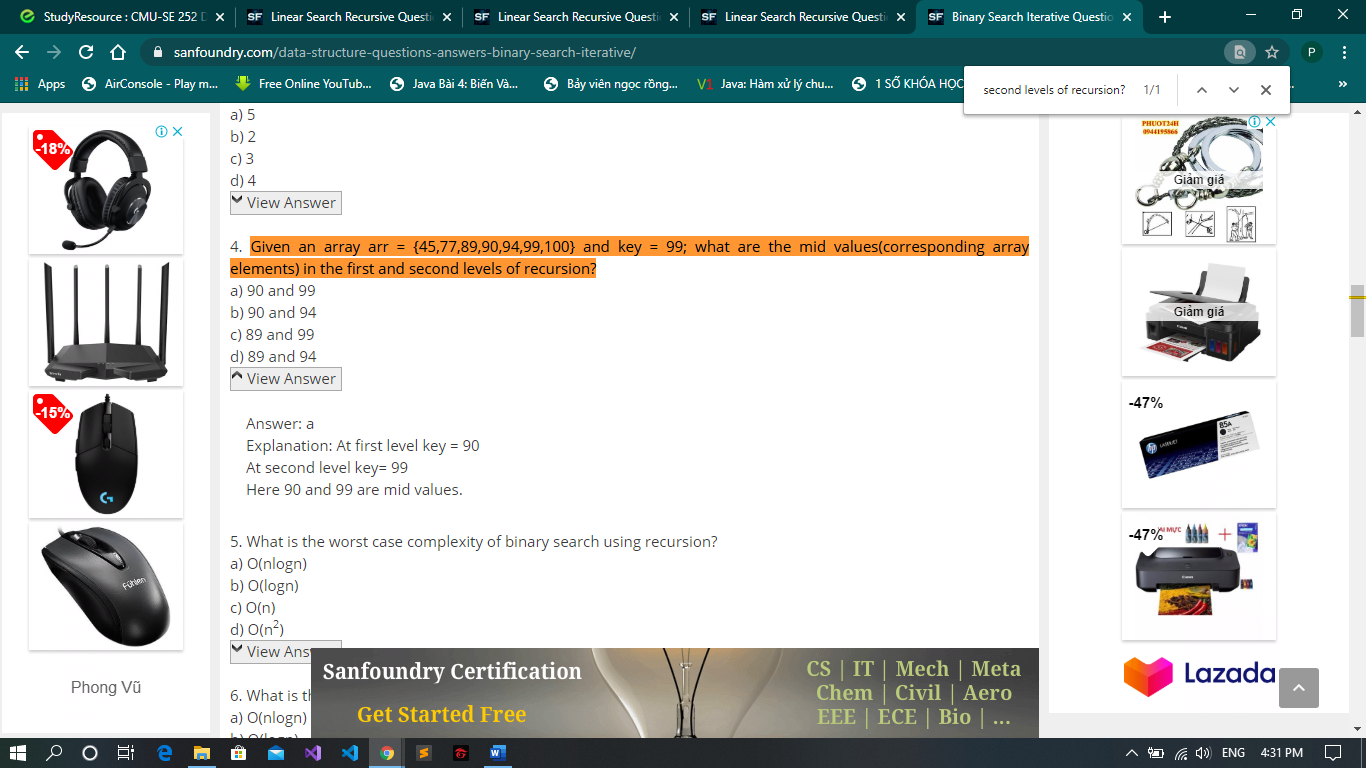 StudyResource : CMU-SE 252 D
Linear Search Recursive Questi
Linear Search Recursive Questi
Linear Search Recursive Questi
Binary Search Iterative Questio
sanfoundry.com/data-structure-questions-answers-binary-search-iterative/
P
Apps
AirConsole - Play m...
Free Online YouTub...
Java Bài 4: Biến Và...
Bảy viên ngọc rồng...
Java: Hàm xử lý chu...
1 SỐ KHÓA HỌC
second levels of recursion? 1/1
a) 5
b) 2
c) 3
d) 4
View Answer
4. Given an array arr = {45,77,89,90,94,99,100} and key = 99; what are the mid values(corresponding array
elements) in the first and second levels of recursion?
a) 90 and 99
b) 90 and 94
c) 89 and 99
d) 89 and 94
View Answer
Answer: a
Explanation: At first level key = 90
At second level key= 99
Here 90 and 99 are mid values.
5. What is the worst case complexity of binary search using recursion?
a) O(nlogn)
b) O(logn)
c) O(n)
d) O(n²)
View Ans
6. What is th
a) O(nlogn)
Sanfoundry Certification
Get Started Free
CS | IT | Mech | Meta
Chem | Civil | Aero
EEE | ECE | Bio | ...
-18%
-15%
Fühlen
Phong Vũ
PHUOT24H
0944195866
Giảm giá
Giảm giá
-47%
hp
85A
LASERJET
-47%
Canon
Lazada
ENG
4:31 PM